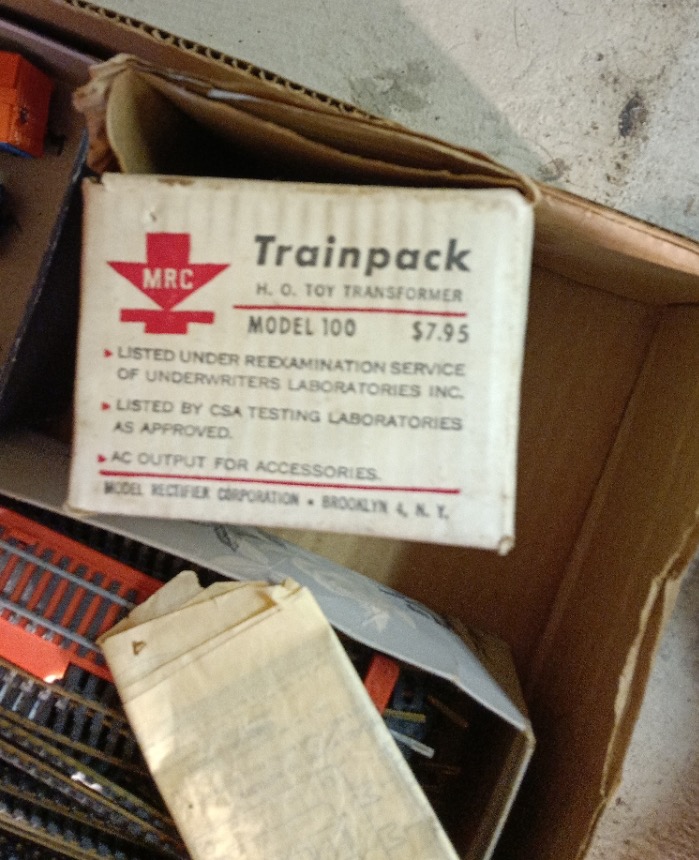 MRC
Trainpack
H. O. TOY TRANSFORMER
MODEL 100 $7.95
LISTED UNDER REEXAMINATION SERVICE
OF UNDERWRITERS LABORATORIES INC.
LISTED BY CSA TESTING LABORATORIES
AS APPROVED.
AC OUTPUT FOR ACCESSORIES.
MODEL RECTIFIER CORPORATION • BROOKLYN 4, N. Y.